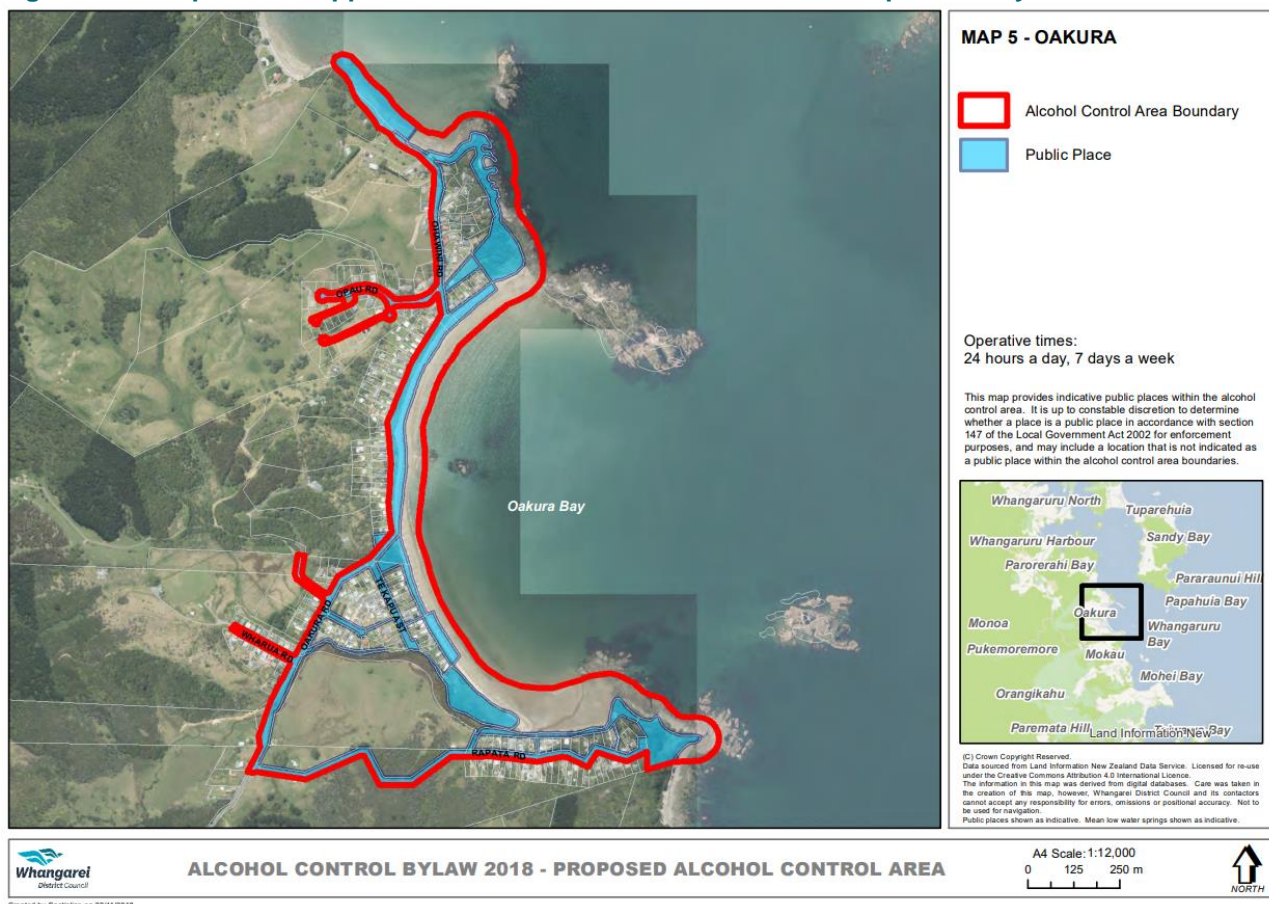 MAP 5 - OAKURA
Alcohol Control Area Boundary
Public Place
Operative times:
24 hours a day, 7 days a week
This map provides indicative public places within the alcohol
control area. It is up to constable discretion to determine
whether a place is a public place in accordance with section
147 of the Local Government Act 2002 for enforcement
purposes, and may include a location that is not indicated as
a public place within the alcohol control area boundaries.
OHAWINI RD
OPAU RD
Oakura Bay
TE KAPUA ST
OAKURA RD
WHARUA RD
RAPATA RD
Whangaruru North
Tuparehuia
Whangaruru Harbour
Sandy Bay
Parorerahi Bay
Pararaunui Hill
Papahuia Bay
Oakura
Monoa
Whangaruru
Bay
Pukemoremore
Mokau
Mohei Bay
Orangikahu
Paremata Hill
Land Information New
Bay
(C) Crown Copyright Reserved.
Data sourced from Land Information New Zealand Data Service. Licensed for re-use
under the Creative Commons Attribution 4.0 International Licence.
The information in this map was derived from digital databases. Care was taken in
the creation of this map, however, Whangarei District Council and its contactors
cannot accept any responsibility for errors, omissions or positional accuracy. Not to
be used for navigation.
Public places shown as indicative. Mean low water springs shown as indicative.
Whangarei
District Council
ALCOHOL CONTROL BYLAW 2018 - PROPOSED ALCOHOL CONTROL AREA
A4 Scale: 1:12,000
0 125 250 m
NORTH